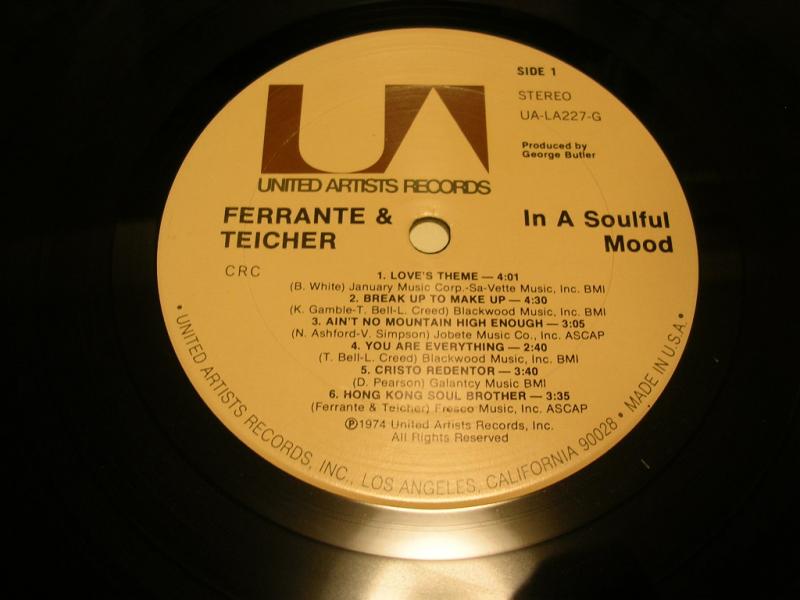 UA
UNITED ARTISTS RECORDS
SIDE 1
STEREO
UA-LA227-G
Produced by
George Butler
FERRANTE &
TEICHER
In A Soulful
Mood
CRC
1. LOVE'S THEME — 4:01
(B. White) January Music Corp.-Sa-Vette Music, Inc. BMI
2. BREAK UP TO MAKE UP — 4:30
(K. Gamble-T. Bell-L. Creed) Blackwood Music, Inc. BMI
3. AIN'T NO MOUNTAIN HIGH ENOUGH — 3:05
(N. Ashford-V. Simpson) Jobete Music Co., Inc. ASCAP
4. YOU ARE EVERYTHING — 2:40
(T. Bell-L. Creed) Blackwood Music, Inc. BMI
5. CRISTO REDENTOR — 3:40
(D. Pearson) Galantcy Music BMI
6. HONG KONG SOUL BROTHER — 3:35
(Ferrante & Teicher) Fresco Music, Inc. ASCAP
℗1974 United Artists Records, Inc.
All Rights Reserved
• UNITED ARTISTS RECORDS, INC., LOS ANGELES, CALIFORNIA 90028 • MADE IN U.S.A. •